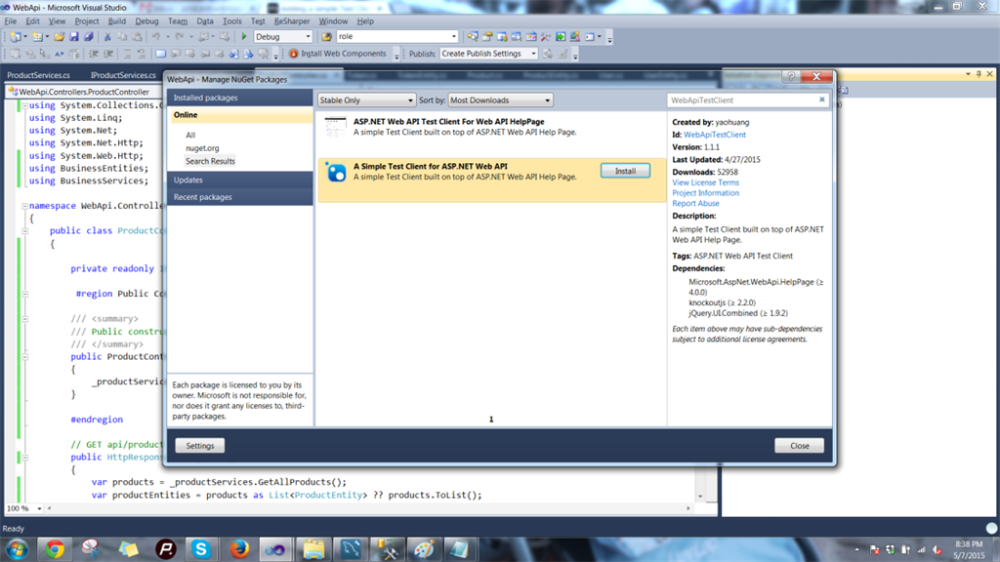 WebApi - Microsoft Visual Studio
File Edit View Project Build Debug Team Data Tools Test ReSharper Window Help
Debug role
Install Web Components Publish: Create Publish Settings
ProductServices.cs IProductServices.cs
WebApi.Controllers.ProductController
WebApi - Manage NuGet Packages
Installed packages
Online
All
nuget.org
Search Results
Updates
Recent packages
Each package is licensed to you by its
owner. Microsoft is not responsible for,
nor does it grant any licenses to, third-
party packages.
Stable Only Sort by: Most Downloads
ASP.NET Web API Test Client For Web API HelpPage
A simple Test Client built on top of ASP.NET Web API Help Page.
A Simple Test Client for ASP.NET Web API
A simple Test Client built on top of ASP.NET Web API Help Page.
Install
1
WebApiTestClient
Created by: yaohuang
Id: WebApiTestClient
Version: 1.1.1
Last Updated: 4/27/2015
Downloads: 52958
View License Terms
Project Information
Report Abuse
Description:
A simple Test Client built on top of ASP.NET
Web API Help Page.
Tags: ASP.NET Web API Test Client
Dependencies:
Microsoft.AspNet.WebApi.HelpPage (≥
4.0.0)
knockoutjs (≥ 2.2.0)
jQuery.UI.Combined (≥ 1.9.2)
Each item above may have sub-dependencies
subject to additional license agreements.
Settings Close
using System.Collections.
using System.Linq;
using System.Net;
using System.Net.Http;
using System.Web.Http;
using BusinessEntities;
using BusinessServices;
namespace WebApi.Controlle
{
public class ProductCo
{
private readonly I
#region Public Co
/// <summary>
/// Public constru
/// </summary>
public ProductCont
{
_productServic
}
#endregion
// GET api/product
public HttpRespons
{
var products = _productServices.GetAllProducts();
var productEntities = products as List<ProductEntity> ?? products.ToList();
100 %
Ready
8:38 PM
5/7/2015